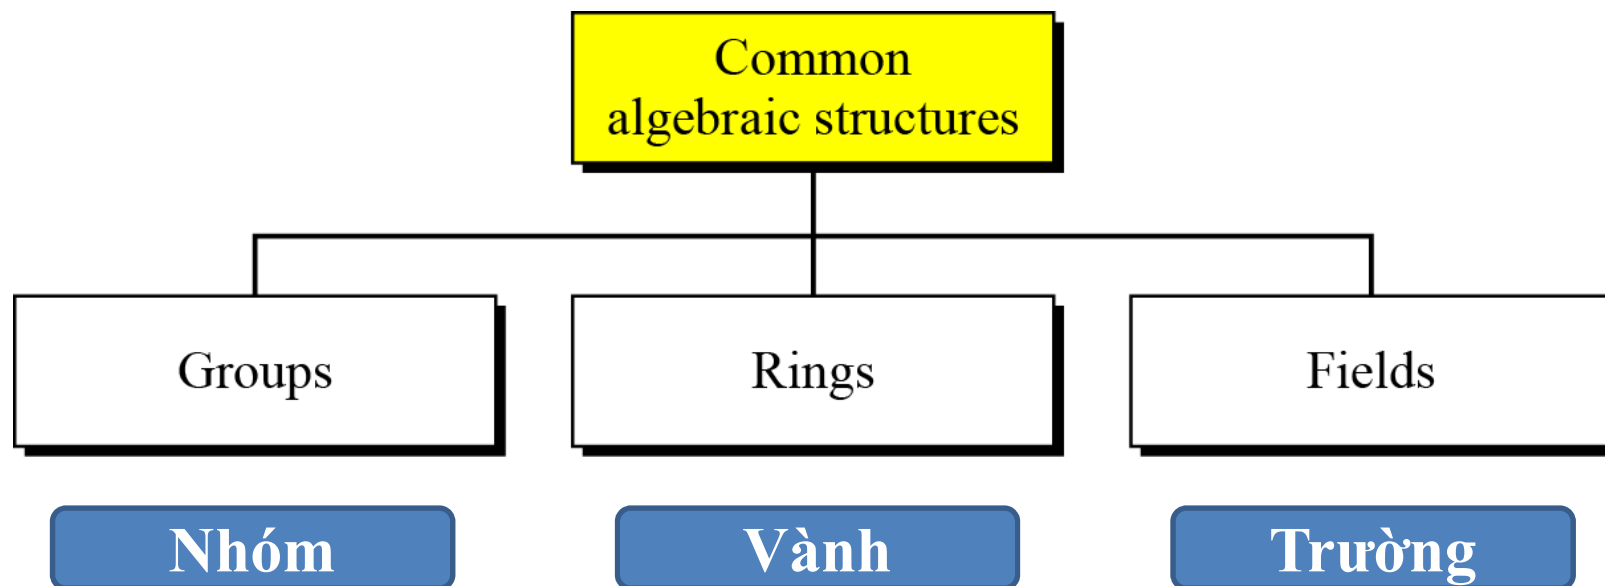 Common
algebraic structures
Groups
Rings
Fields
Nhóm
Vành
Trường